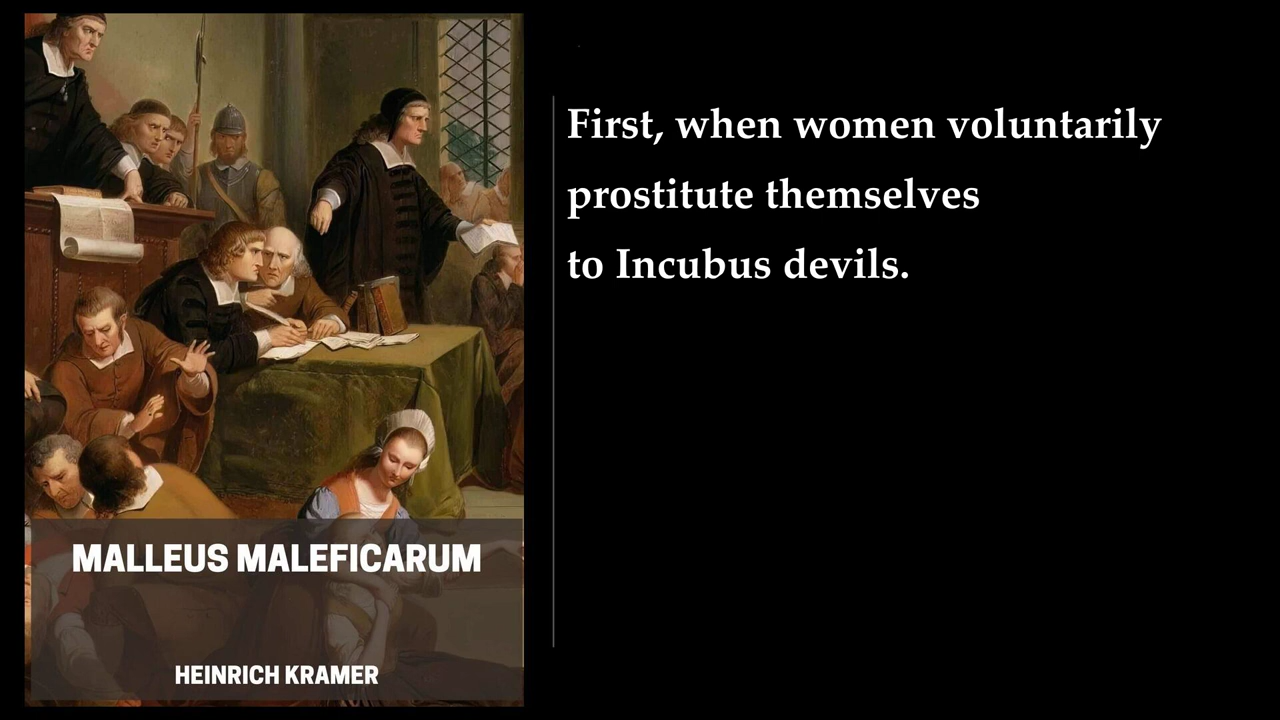 MALLEUS MALEFICARUM
HEINRICH KRAMER
First, when women voluntarily
prostitute themselves
to Incubus devils.